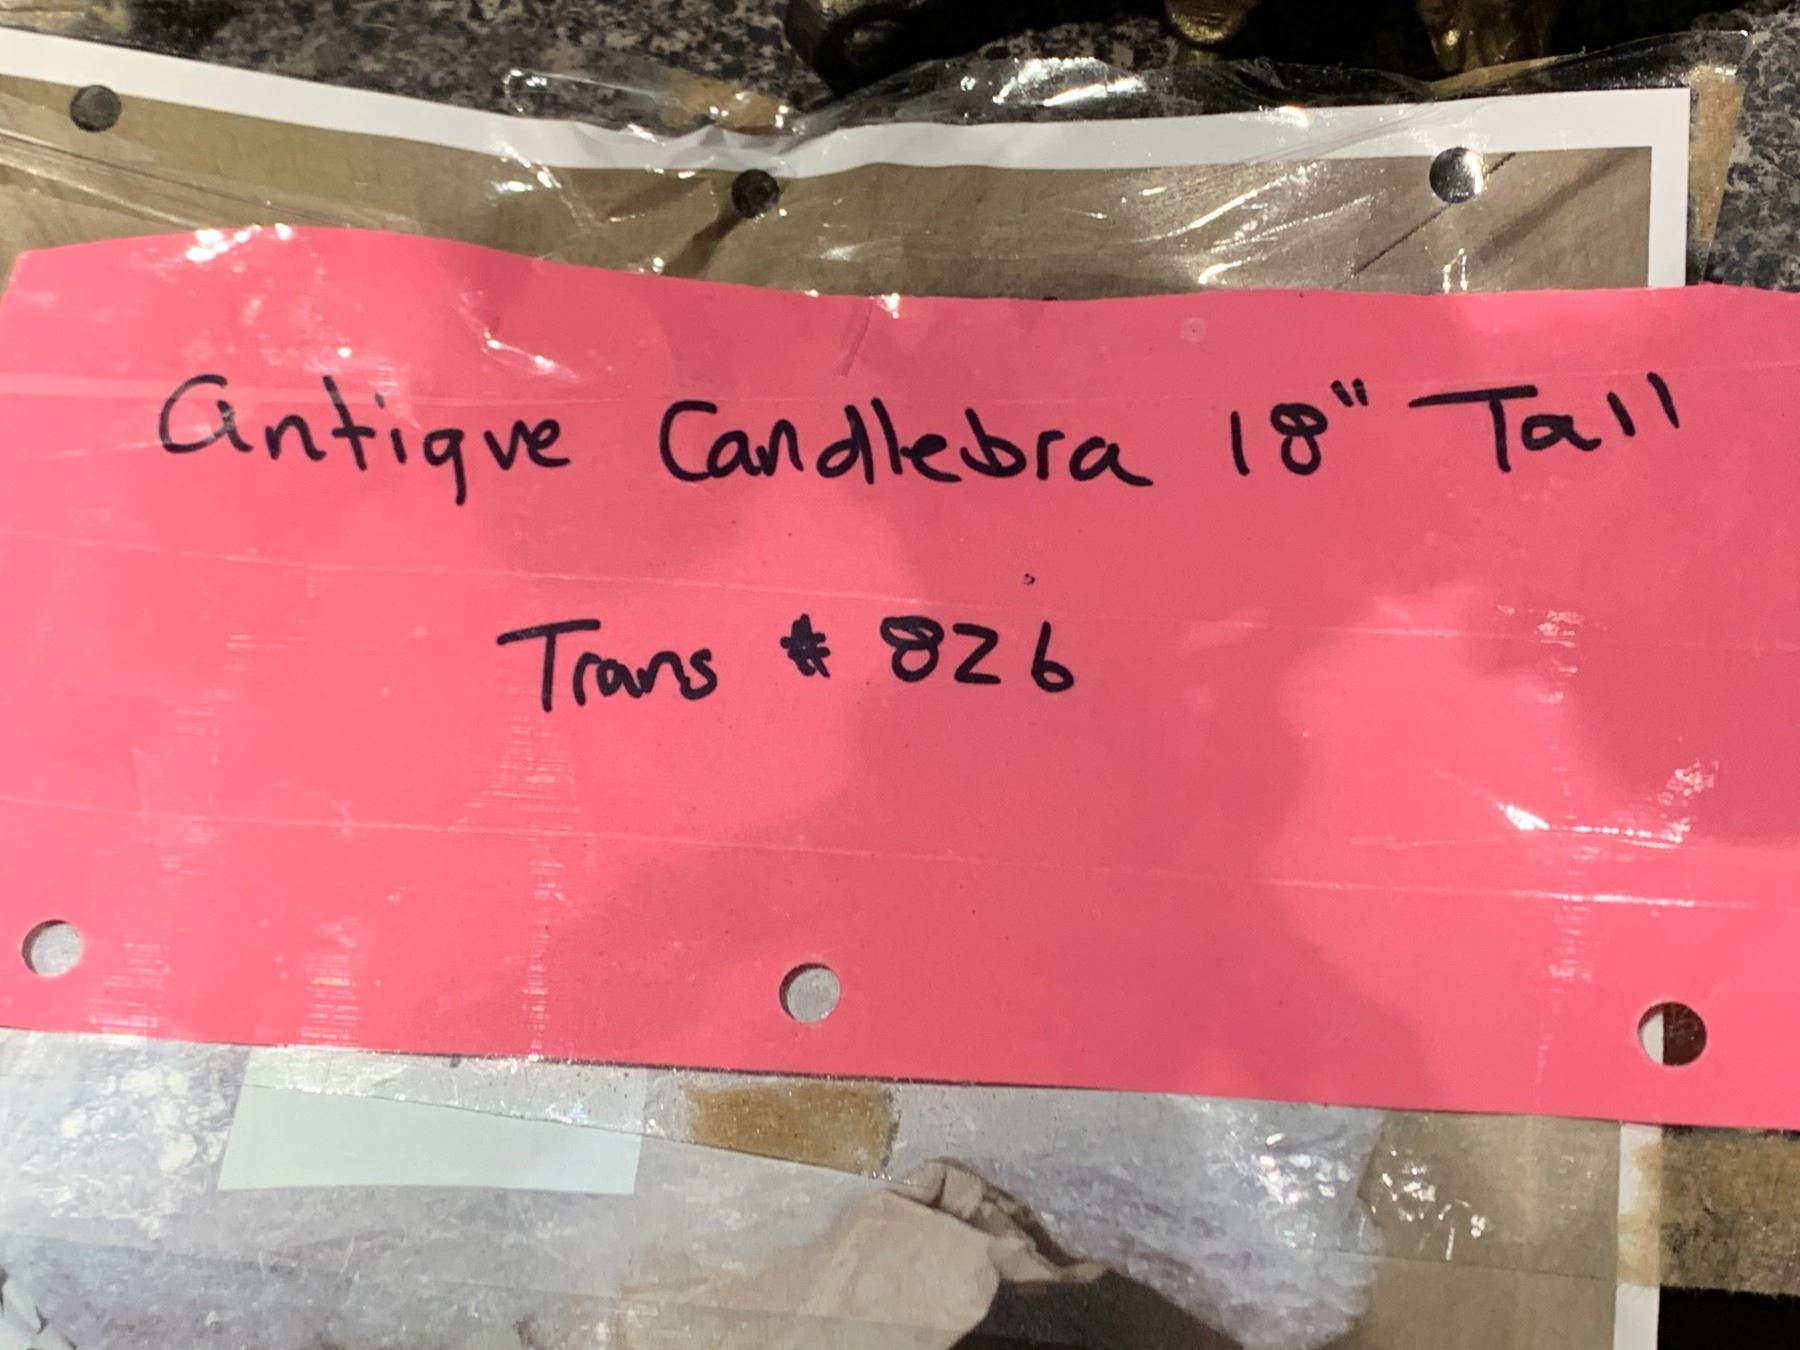 Antique Candlebra 18" Tall
Trans # 826